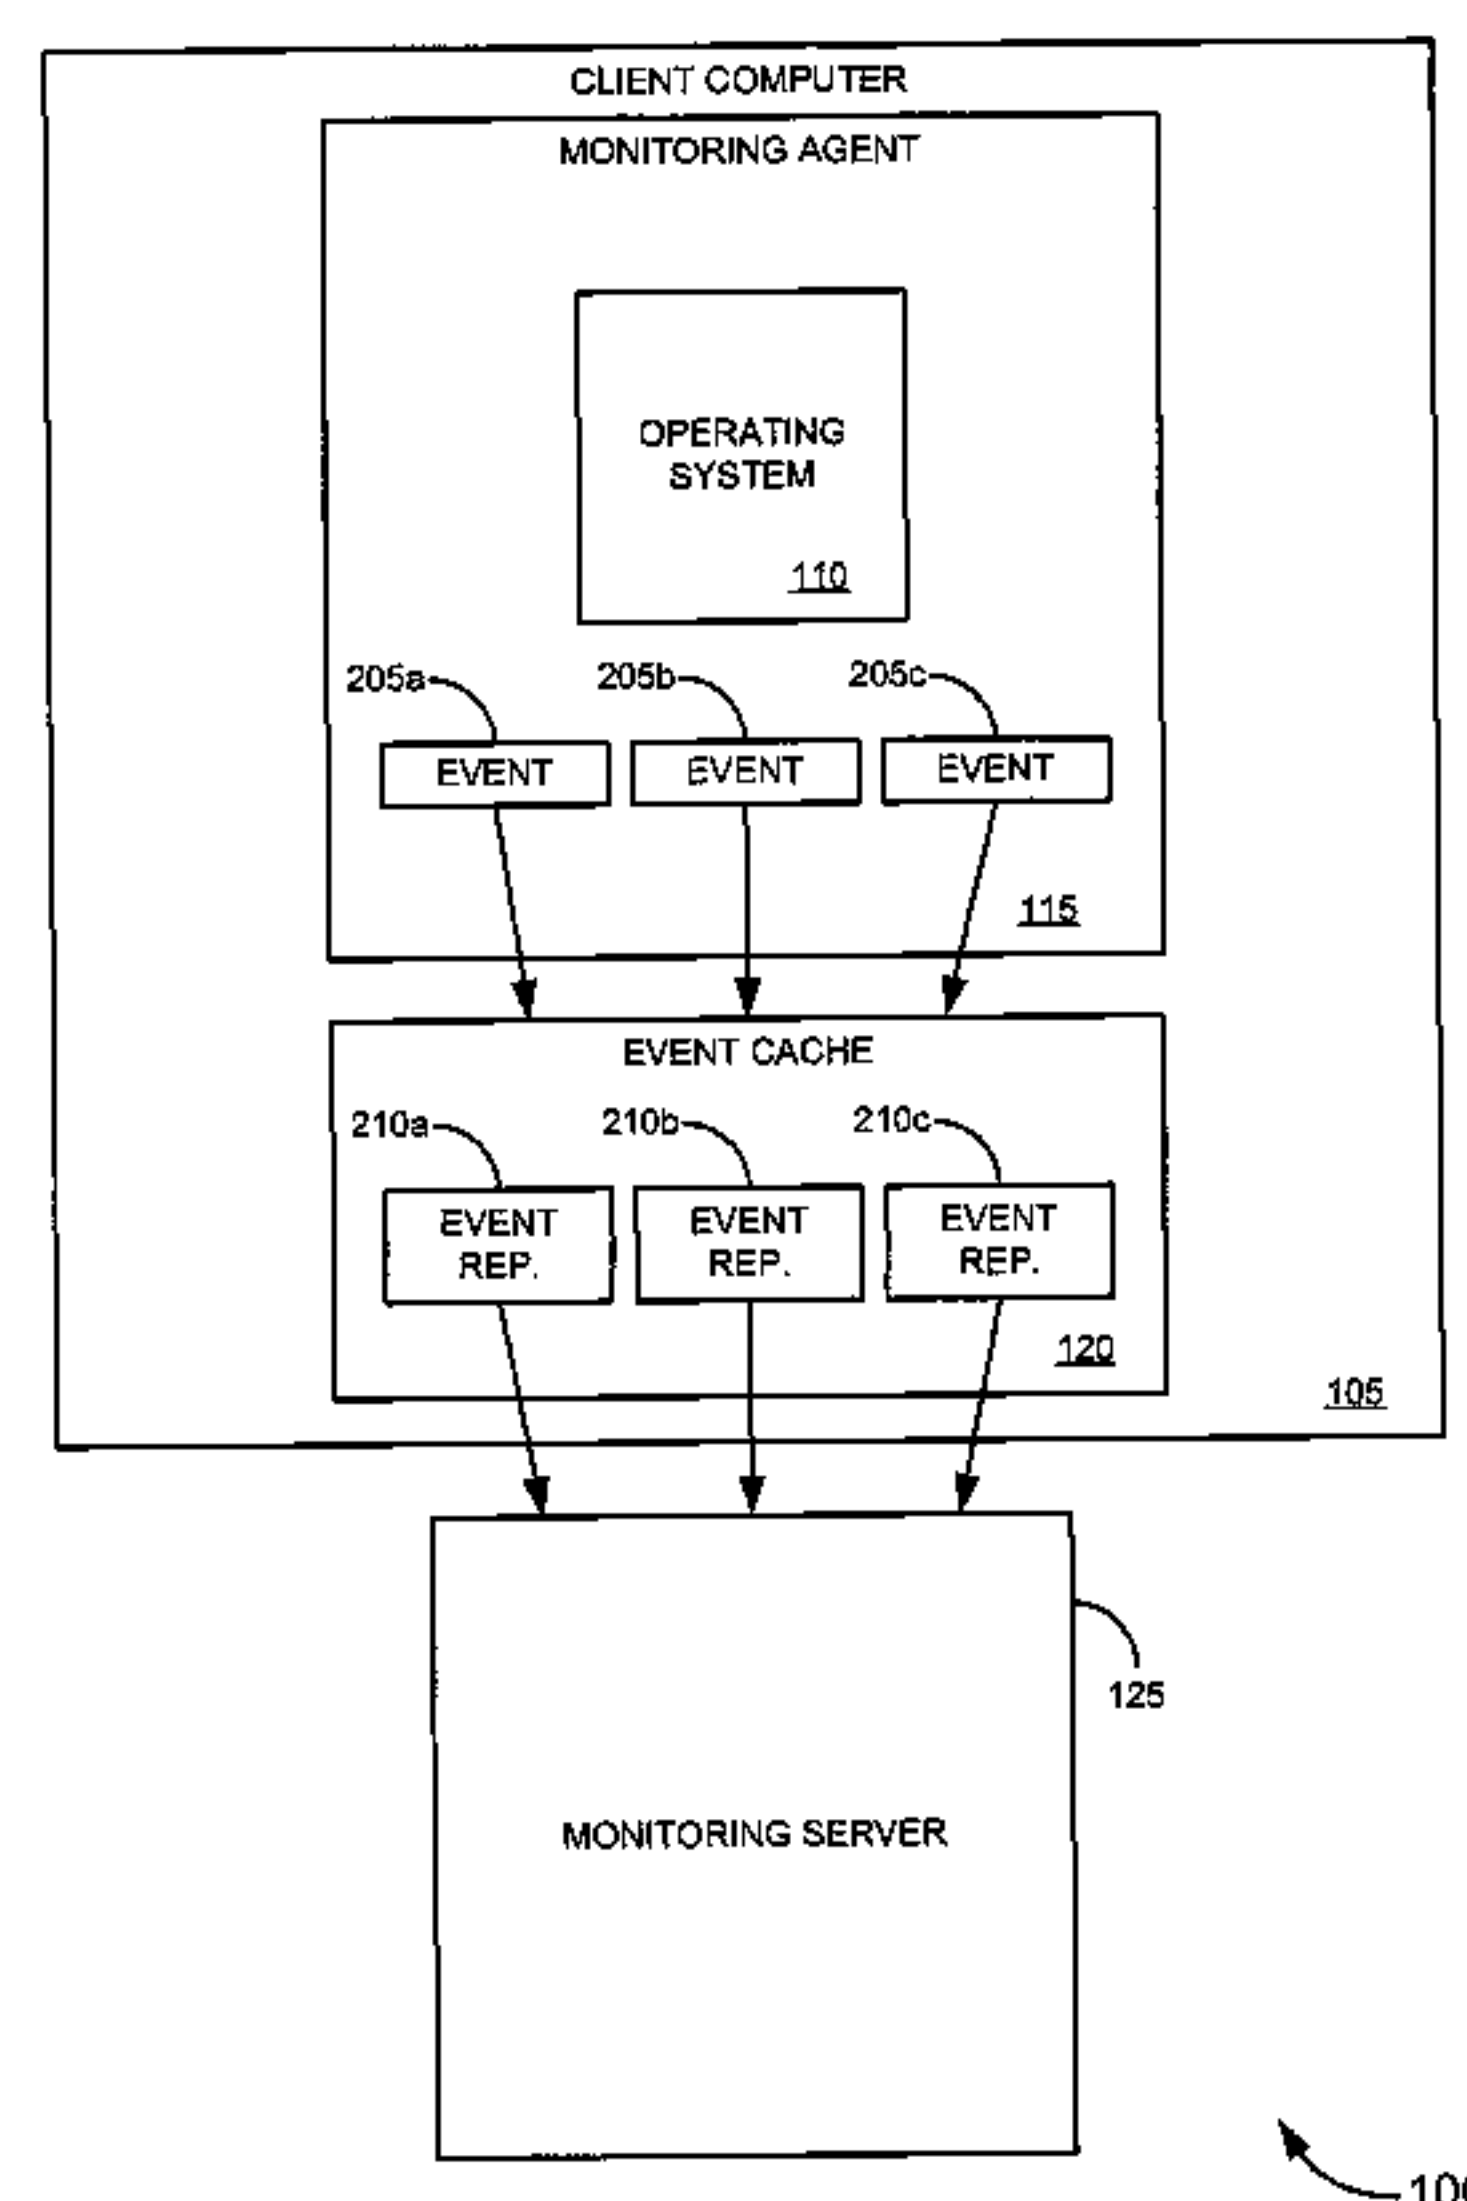 CLIENT COMPUTER
MONITORING AGENT
OPERATING
SYSTEM
110
205a 205b 205c
EVENT EVENT EVENT
115
EVENT CACHE
210a 210b 210c
EVENT EVENT EVENT
REP. REP. REP.
120
105
125
MONITORING SERVER